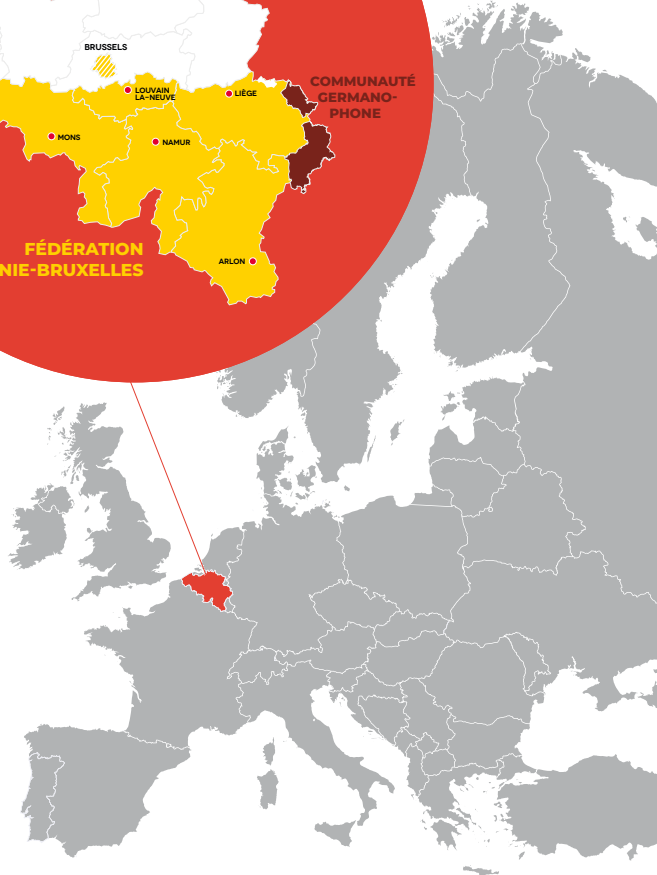 BRUSSELS
COMMUNAUTÉ
GERMANO-
PHONE
LOUVAIN
LA-NEUVE
LIÈGE
MONS
NAMUR
FÉDÉRATION
NIE-BRUXELLES
ARLON